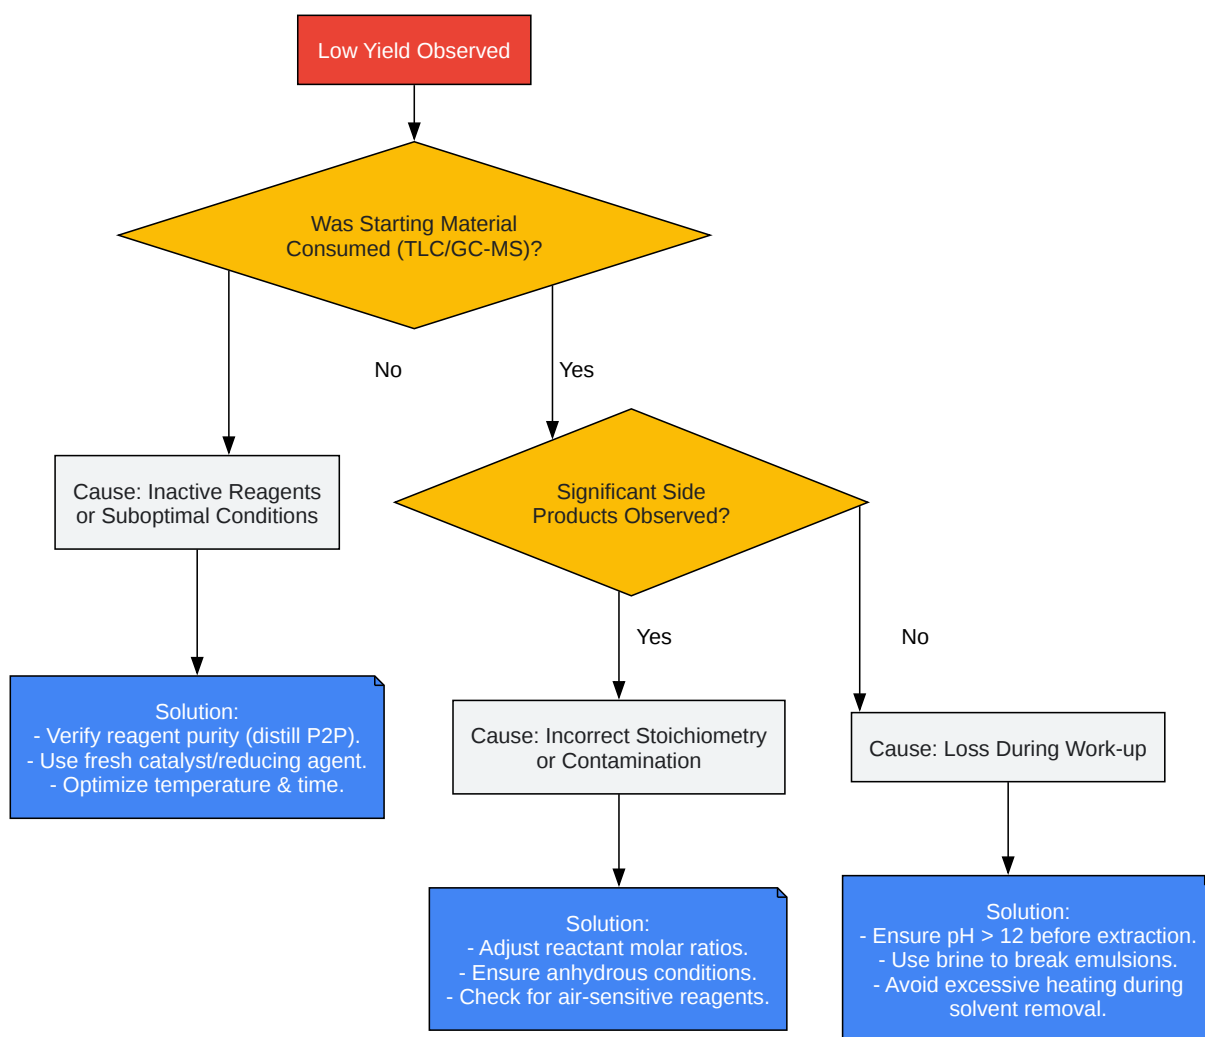 Low Yield Observed
Was Starting Material
Consumed (TLC/GC-MS)?
No
Yes
Cause: Inactive Reagents
or Suboptimal Conditions
Significant Side
Products Observed?
Yes
No
Solution:
- Verify reagent purity (distill P2P).
- Use fresh catalyst/reducing agent.
- Optimize temperature & time.
Cause: Incorrect Stoichiometry
or Contamination
Cause: Loss During Work-up
Solution:
- Adjust reactant molar ratios.
- Ensure anhydrous conditions.
- Check for air-sensitive reagents.
Solution:
- Ensure pH > 12 before extraction.
- Use brine to break emulsions.
- Avoid excessive heating during
solvent removal.